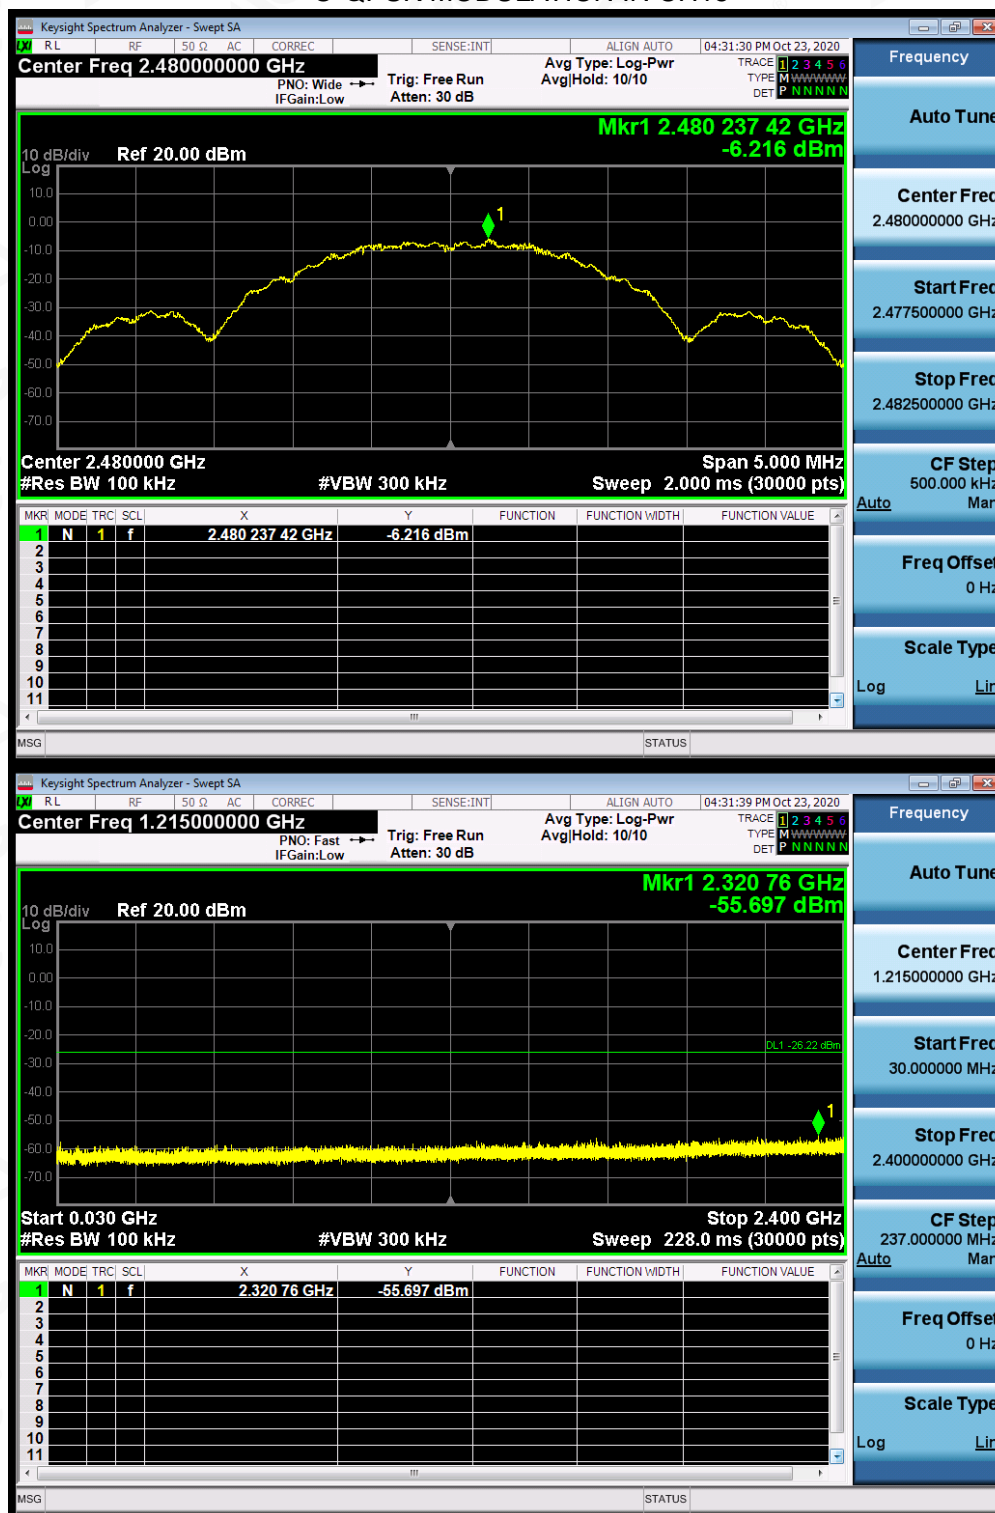 Keysight Spectrum Analyzer - Swept SA
LXI RL RF 50 Ω AC CORREC SENSE:INT ALIGN AUTO 04:31:30 PM Oct 23, 2020
Center Freq 2.480000000 GHz
PNO: Wide
IFGain:Low
Trig: Free Run
Atten: 30 dB
Avg Type: Log-Pwr
Avg|Hold: 10/10
TRACE 1 2 3 4 5 6
TYPE M WWWWW
DET P N N N N N
Mkr1 2.480 237 42 GHz
-6.216 dBm
10 dB/div Ref 20.00 dBm
Log
10.0
0.00
-10.0
-20.0
-30.0
-40.0
-50.0
-60.0
-70.0
1
Center 2.480000 GHz Span 5.000 MHz
#Res BW 100 kHz #VBW 300 kHz Sweep 2.000 ms (30000 pts)
MKR MODE TRC SCL X Y FUNCTION FUNCTION WIDTH FUNCTION VALUE
1 N 1 f 2.480 237 42 GHz -6.216 dBm
2
3
4
5
6
7
8
9
10
11
MSG STATUS
Frequency
Auto Tune
Center Freq
2.480000000 GHz
Start Freq
2.477500000 GHz
Stop Freq
2.482500000 GHz
CF Step
500.000 kHz
Auto Man
Freq Offset
0 Hz
Scale Type
Log Lin
Keysight Spectrum Analyzer - Swept SA
LXI RL RF 50 Ω AC CORREC SENSE:INT ALIGN AUTO 04:31:39 PM Oct 23, 2020
Center Freq 1.215000000 GHz
PNO: Fast
IFGain:Low
Trig: Free Run
Atten: 30 dB
Avg Type: Log-Pwr
Avg|Hold: 10/10
TRACE 1 2 3 4 5 6
TYPE M WWWWW
DET P N N N N N
Mkr1 2.320 76 GHz
-55.697 dBm
10 dB/div Ref 20.00 dBm
Log
10.0
0.00
-10.0
-20.0
-30.0
-40.0
-50.0
-60.0
-70.0
DL1 -26.22 dBm
1
Start 0.030 GHz Stop 2.400 GHz
#Res BW 100 kHz #VBW 300 kHz Sweep 228.0 ms (30000 pts)
MKR MODE TRC SCL X Y FUNCTION FUNCTION WIDTH FUNCTION VALUE
1 N 1 f 2.320 76 GHz -55.697 dBm
2
3
4
5
6
7
8
9
10
11
MSG STATUS
Frequency
Auto Tune
Center Freq
1.215000000 GHz
Start Freq
30.000000 MHz
Stop Freq
2.400000000 GHz
CF Step
237.000000 MHz
Auto Man
Freq Offset
0 Hz
Scale Type
Log Lin